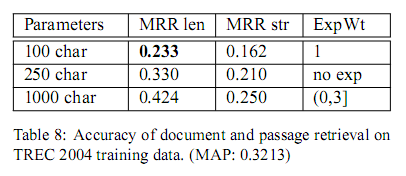 Parameters MRR len MRR str ExpWt
100 char 0.233 0.162 1
250 char 0.330 0.210 no exp
1000 char 0.424 0.250 (0,3]
Table 8: Accuracy of document and passage retrieval on
TREC 2004 training data. (MAP: 0.3213)